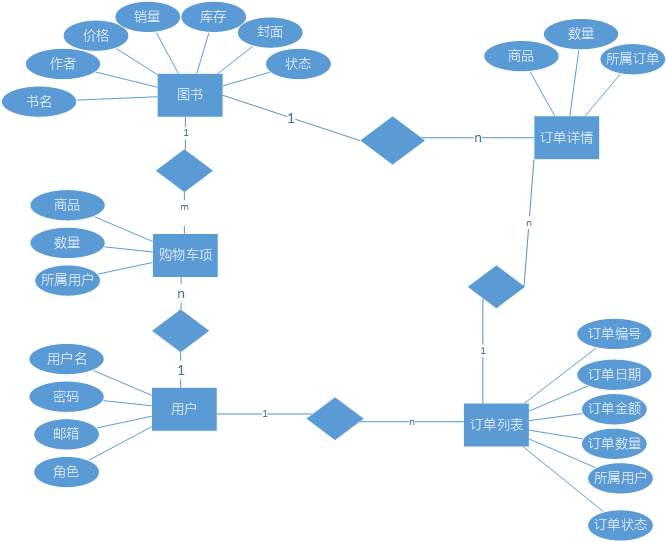 销量
库存
价格
封面
作者
状态
书名
图书
数量
商品
所属订单
订单详情
1
n
1
m
商品
数量
所属用户
购物车项
n
n
1
用户名
密码
邮箱
角色
用户
1
n
1
订单列表
订单编号
订单日期
订单金额
订单数量
所属用户
订单状态